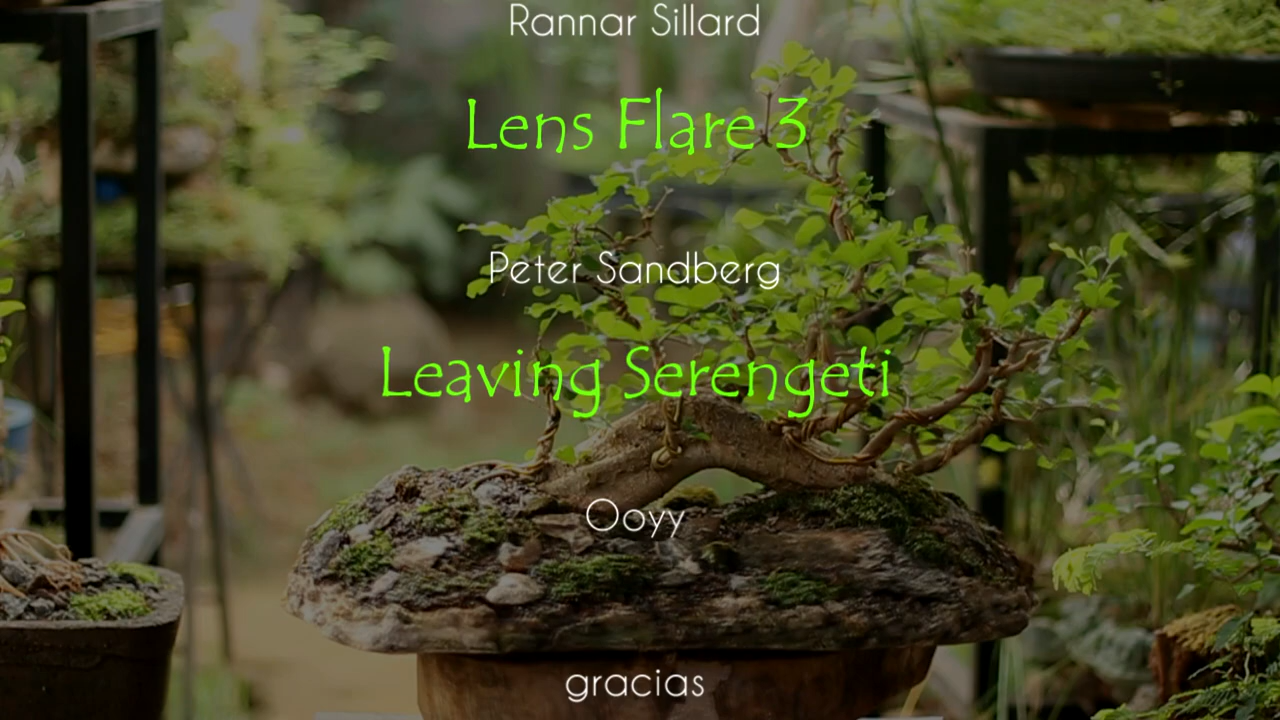 Rannar Sillard
Lens Flare 3
Peter Sandberg
Leaving Serengeti
Ooyy
gracias